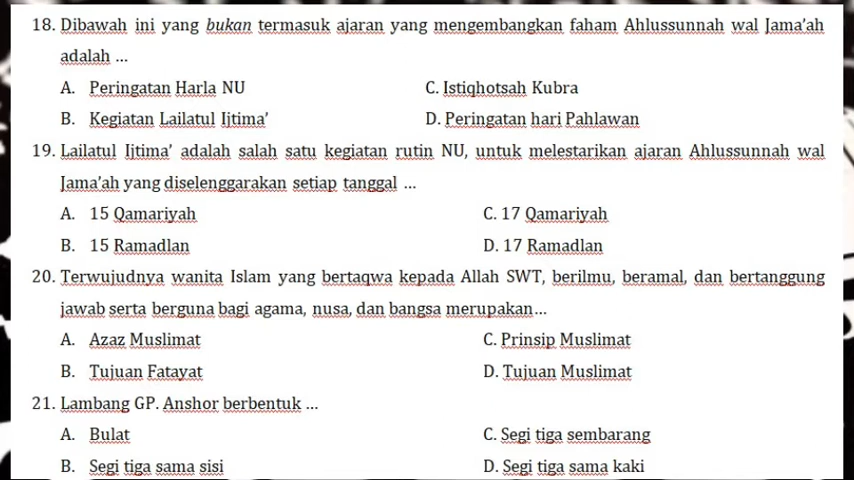 18. Dibawah ini yang bukan termasuk ajaran yang mengembangkan faham Ahlussunnah wal Jama'ah
adalah ...
A. Peringatan Harla NU C. Istiqhotsah Kubra
B. Kegiatan Lailatul Ijtima' D. Peringatan hari Pahlawan
19. Lailatul Ijtima' adalah salah satu kegiatan rutin NU, untuk melestarikan ajaran Ahlussunnah wal
Jama'ah yang diselenggarakan setiap tanggal ...
A. 15 Qamariyah C. 17 Qamariyah
B. 15 Ramadlan D. 17 Ramadlan
20. Terwujudnya wanita Islam yang bertaqwa kepada Allah SWT, berilmu, beramal, dan bertanggung
jawab serta berguna bagi agama, nusa, dan bangsa merupakan...
A. Azaz Muslimat C. Prinsip Muslimat
B. Tujuan Fatayat D. Tujuan Muslimat
21. Lambang GP. Anshor berbentuk ...
A. Bulat C. Segi tiga sembarang
B. Segi tiga sama sisi D. Segi tiga sama kaki